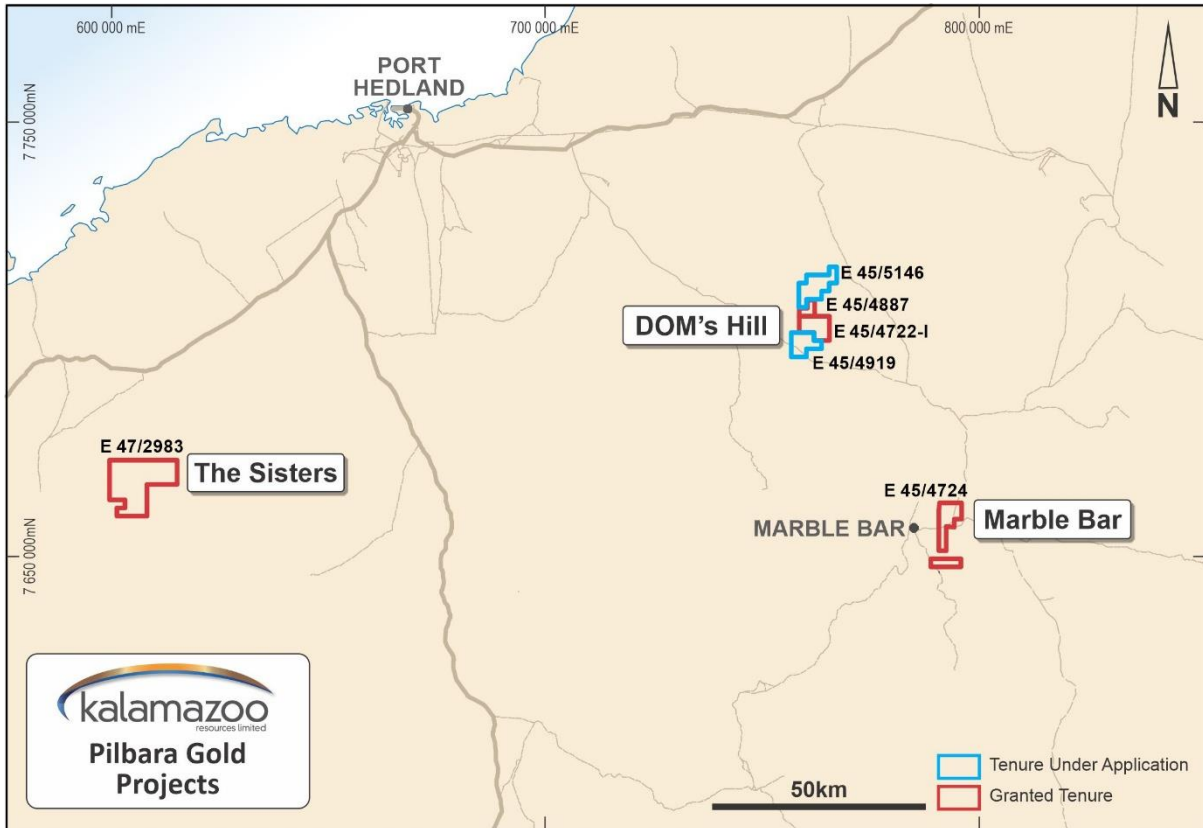 600 000 mE
700 000 mE
800 000 mE
PORT
HEDLAND
N
7 750 000mN
E 45/5146
E 45/4887
DOM's Hill
E 45/4722-I
E 45/4919
E 47/2983
The Sisters
E 45/4724
MARBLE BAR
Marble Bar
7 650 000mN
kalamazoo
resources limited
Pilbara Gold
Projects
50km
Tenure Under Application
Granted Tenure